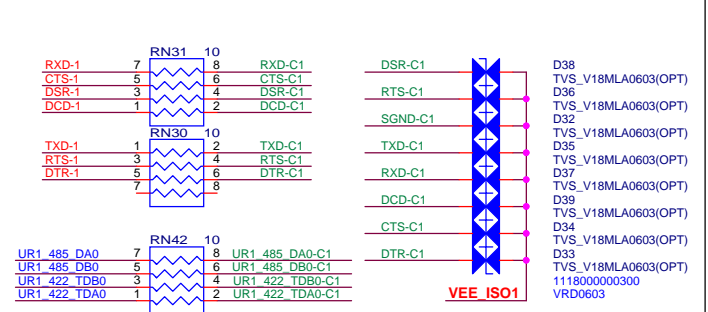 RN31 10
RXD-1 7 8 RXD-C1
CTS-1 5 6 CTS-C1
DSR-1 3 4 DSR-C1
DCD-1 1 2 DCD-C1
RN30 10
TXD-1 1 2 TXD-C1
RTS-1 3 4 RTS-C1
DTR-1 5 6 DTR-C1
7 8
RN42 10
UR1_485_DA0 7 8 UR1_485_DA0-C1
UR1_485_DB0 5 6 UR1_485_DB0-C1
UR1_422_TDB0 3 4 UR1_422_TDB0-C1
UR1_422_TDA0 1 2 UR1_422_TDA0-C1
DSR-C1 D38
TVS_V18MLA0603(OPT)
RTS-C1 D36
TVS_V18MLA0603(OPT)
SGND-C1 D32
TVS_V18MLA0603(OPT)
TXD-C1 D35
TVS_V18MLA0603(OPT)
RXD-C1 D37
TVS_V18MLA0603(OPT)
DCD-C1 D39
TVS_V18MLA0603(OPT)
CTS-C1 D34
TVS_V18MLA0603(OPT)
DTR-C1 D33
TVS_V18MLA0603(OPT)
1118000000300
VEE_ISO1 VRD0603